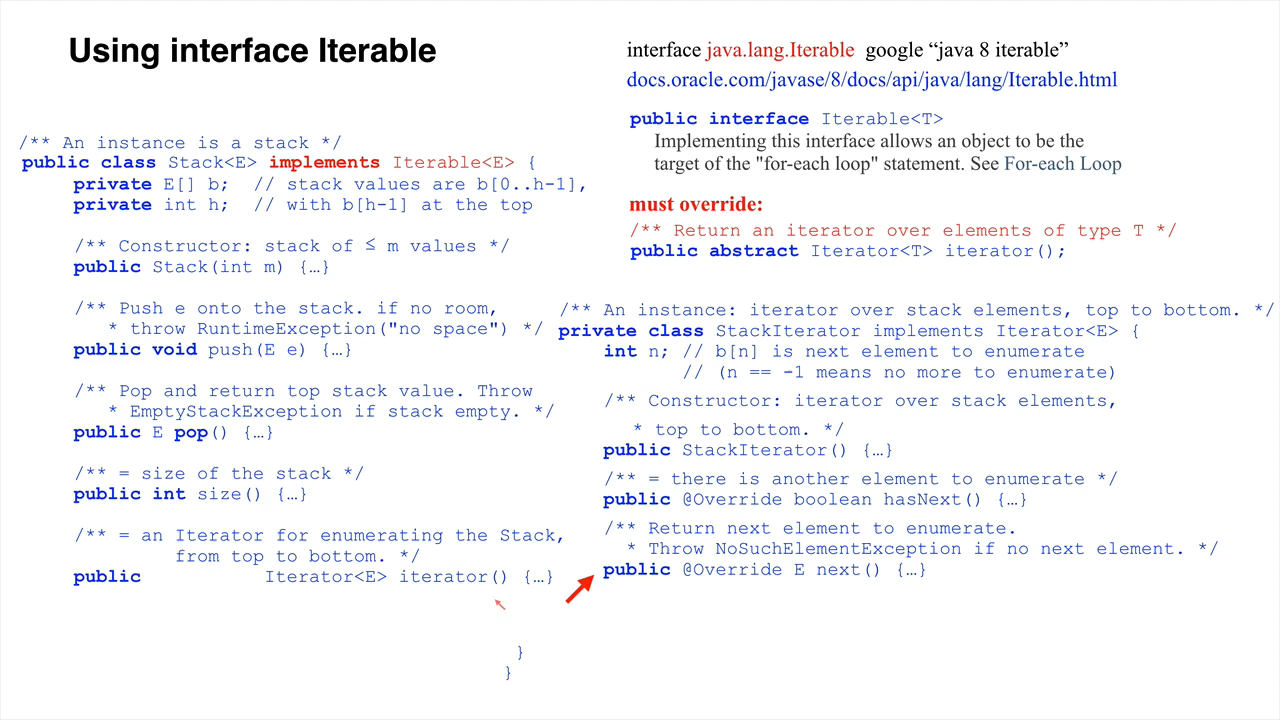 Using interface Iterable
interface java.lang.Iterable google “java 8 iterable”
docs.oracle.com/javase/8/docs/api/java/lang/Iterable.html
public interface Iterable<T>
Implementing this interface allows an object to be the
target of the "for-each loop" statement. See For-each Loop
must override:
/** Return an iterator over elements of type T */
public abstract Iterator<T> iterator();
/** An instance is a stack */
public class Stack<E> implements Iterable<E> {
private E[] b; // stack values are b[0..h-1],
private int h; // with b[h-1] at the top
/** Constructor: stack of ≤ m values */
public Stack(int m) {…}
/** Push e onto the stack. if no room,
* throw RuntimeException("no space") */
public void push(E e) {…}
/** Pop and return top stack value. Throw
* EmptyStackException if stack empty. */
public E pop() {…}
/** = size of the stack */
public int size() {…}
/** = an Iterator for enumerating the Stack,
from top to bottom. */
public Iterator<E> iterator() {…}
/** An instance: iterator over stack elements, top to bottom. */
private class StackIterator implements Iterator<E> {
int n; // b[n] is next element to enumerate
// (n == -1 means no more to enumerate)
/** Constructor: iterator over stack elements,
* top to bottom. */
public StackIterator() {…}
/** = there is another element to enumerate */
public @Override boolean hasNext() {…}
/** Return next element to enumerate.
* Throw NoSuchElementException if no next element. */
public @Override E next() {…}
}
}